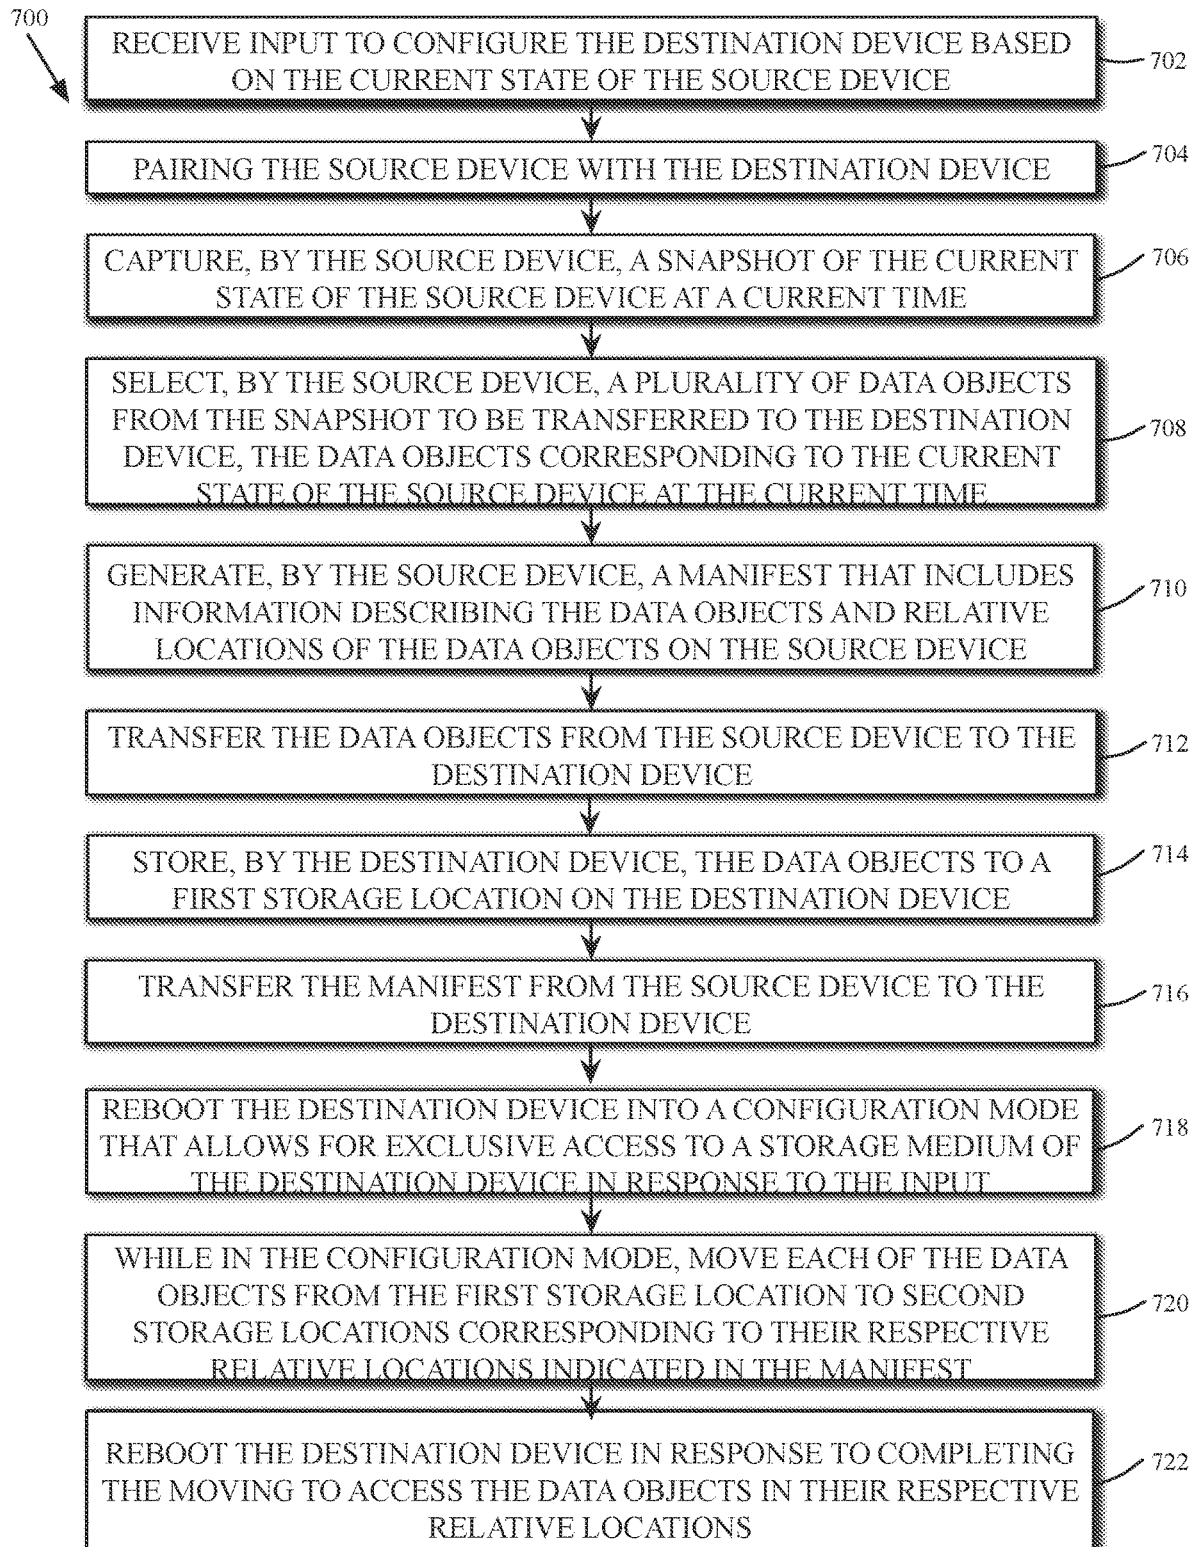 700
RECEIVE INPUT TO CONFIGURE THE DESTINATION DEVICE BASED
ON THE CURRENT STATE OF THE SOURCE DEVICE
702
PAIRING THE SOURCE DEVICE WITH THE DESTINATION DEVICE
704
CAPTURE, BY THE SOURCE DEVICE, A SNAPSHOT OF THE CURRENT
STATE OF THE SOURCE DEVICE AT A CURRENT TIME
706
SELECT, BY THE SOURCE DEVICE, A PLURALITY OF DATA OBJECTS
FROM THE SNAPSHOT TO BE TRANSFERRED TO THE DESTINATION
DEVICE, THE DATA OBJECTS CORRESPONDING TO THE CURRENT
STATE OF THE SOURCE DEVICE AT THE CURRENT TIME
708
GENERATE, BY THE SOURCE DEVICE, A MANIFEST THAT INCLUDES
INFORMATION DESCRIBING THE DATA OBJECTS AND RELATIVE
LOCATIONS OF THE DATA OBJECTS ON THE SOURCE DEVICE
710
TRANSFER THE DATA OBJECTS FROM THE SOURCE DEVICE TO THE
DESTINATION DEVICE
712
STORE, BY THE DESTINATION DEVICE, THE DATA OBJECTS TO A
FIRST STORAGE LOCATION ON THE DESTINATION DEVICE
714
TRANSFER THE MANIFEST FROM THE SOURCE DEVICE TO THE
DESTINATION DEVICE
716
REBOOT THE DESTINATION DEVICE INTO A CONFIGURATION MODE
THAT ALLOWS FOR EXCLUSIVE ACCESS TO A STORAGE MEDIUM OF
THE DESTINATION DEVICE IN RESPONSE TO THE INPUT
718
WHILE IN THE CONFIGURATION MODE, MOVE EACH OF THE DATA
OBJECTS FROM THE FIRST STORAGE LOCATION TO SECOND
STORAGE LOCATIONS CORRESPONDING TO THEIR RESPECTIVE
RELATIVE LOCATIONS INDICATED IN THE MANIFEST
720
REBOOT THE DESTINATION DEVICE IN RESPONSE TO COMPLETING
THE MOVING TO ACCESS THE DATA OBJECTS IN THEIR RESPECTIVE
RELATIVE LOCATIONS
722